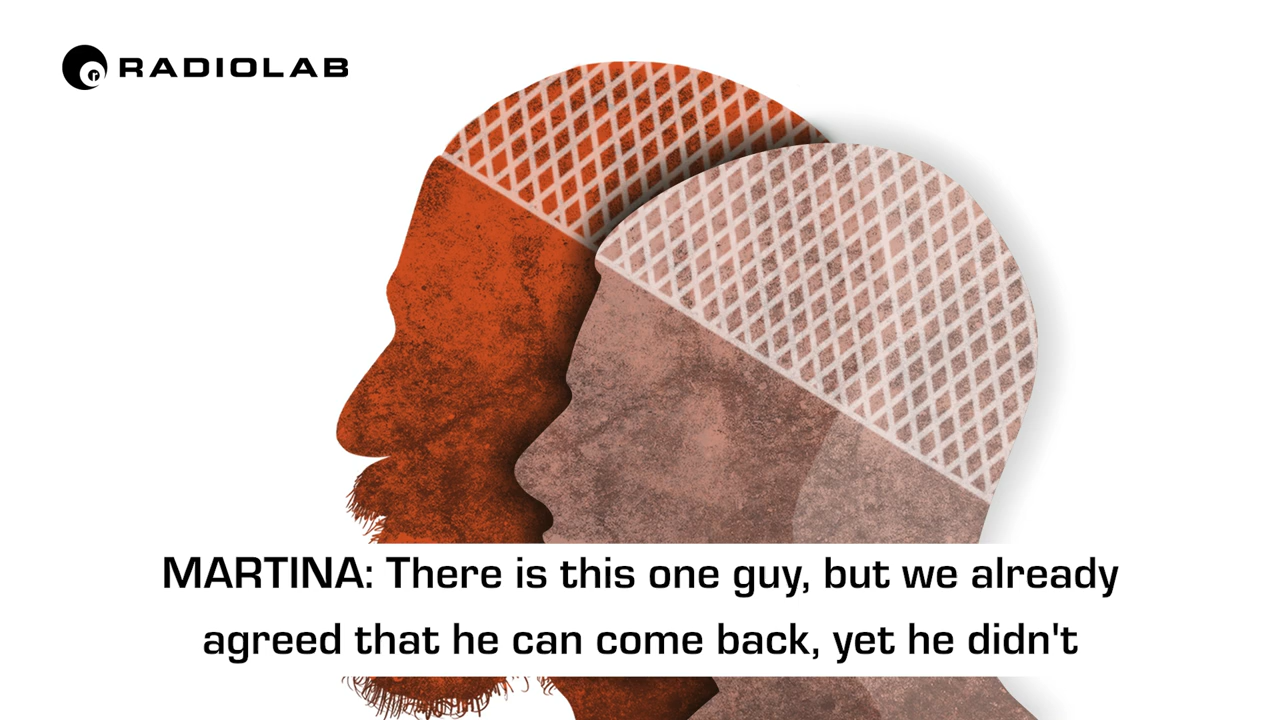 RADIOLAB
MARTINA: There is this one guy, but we already
agreed that he can come back, yet he didn't